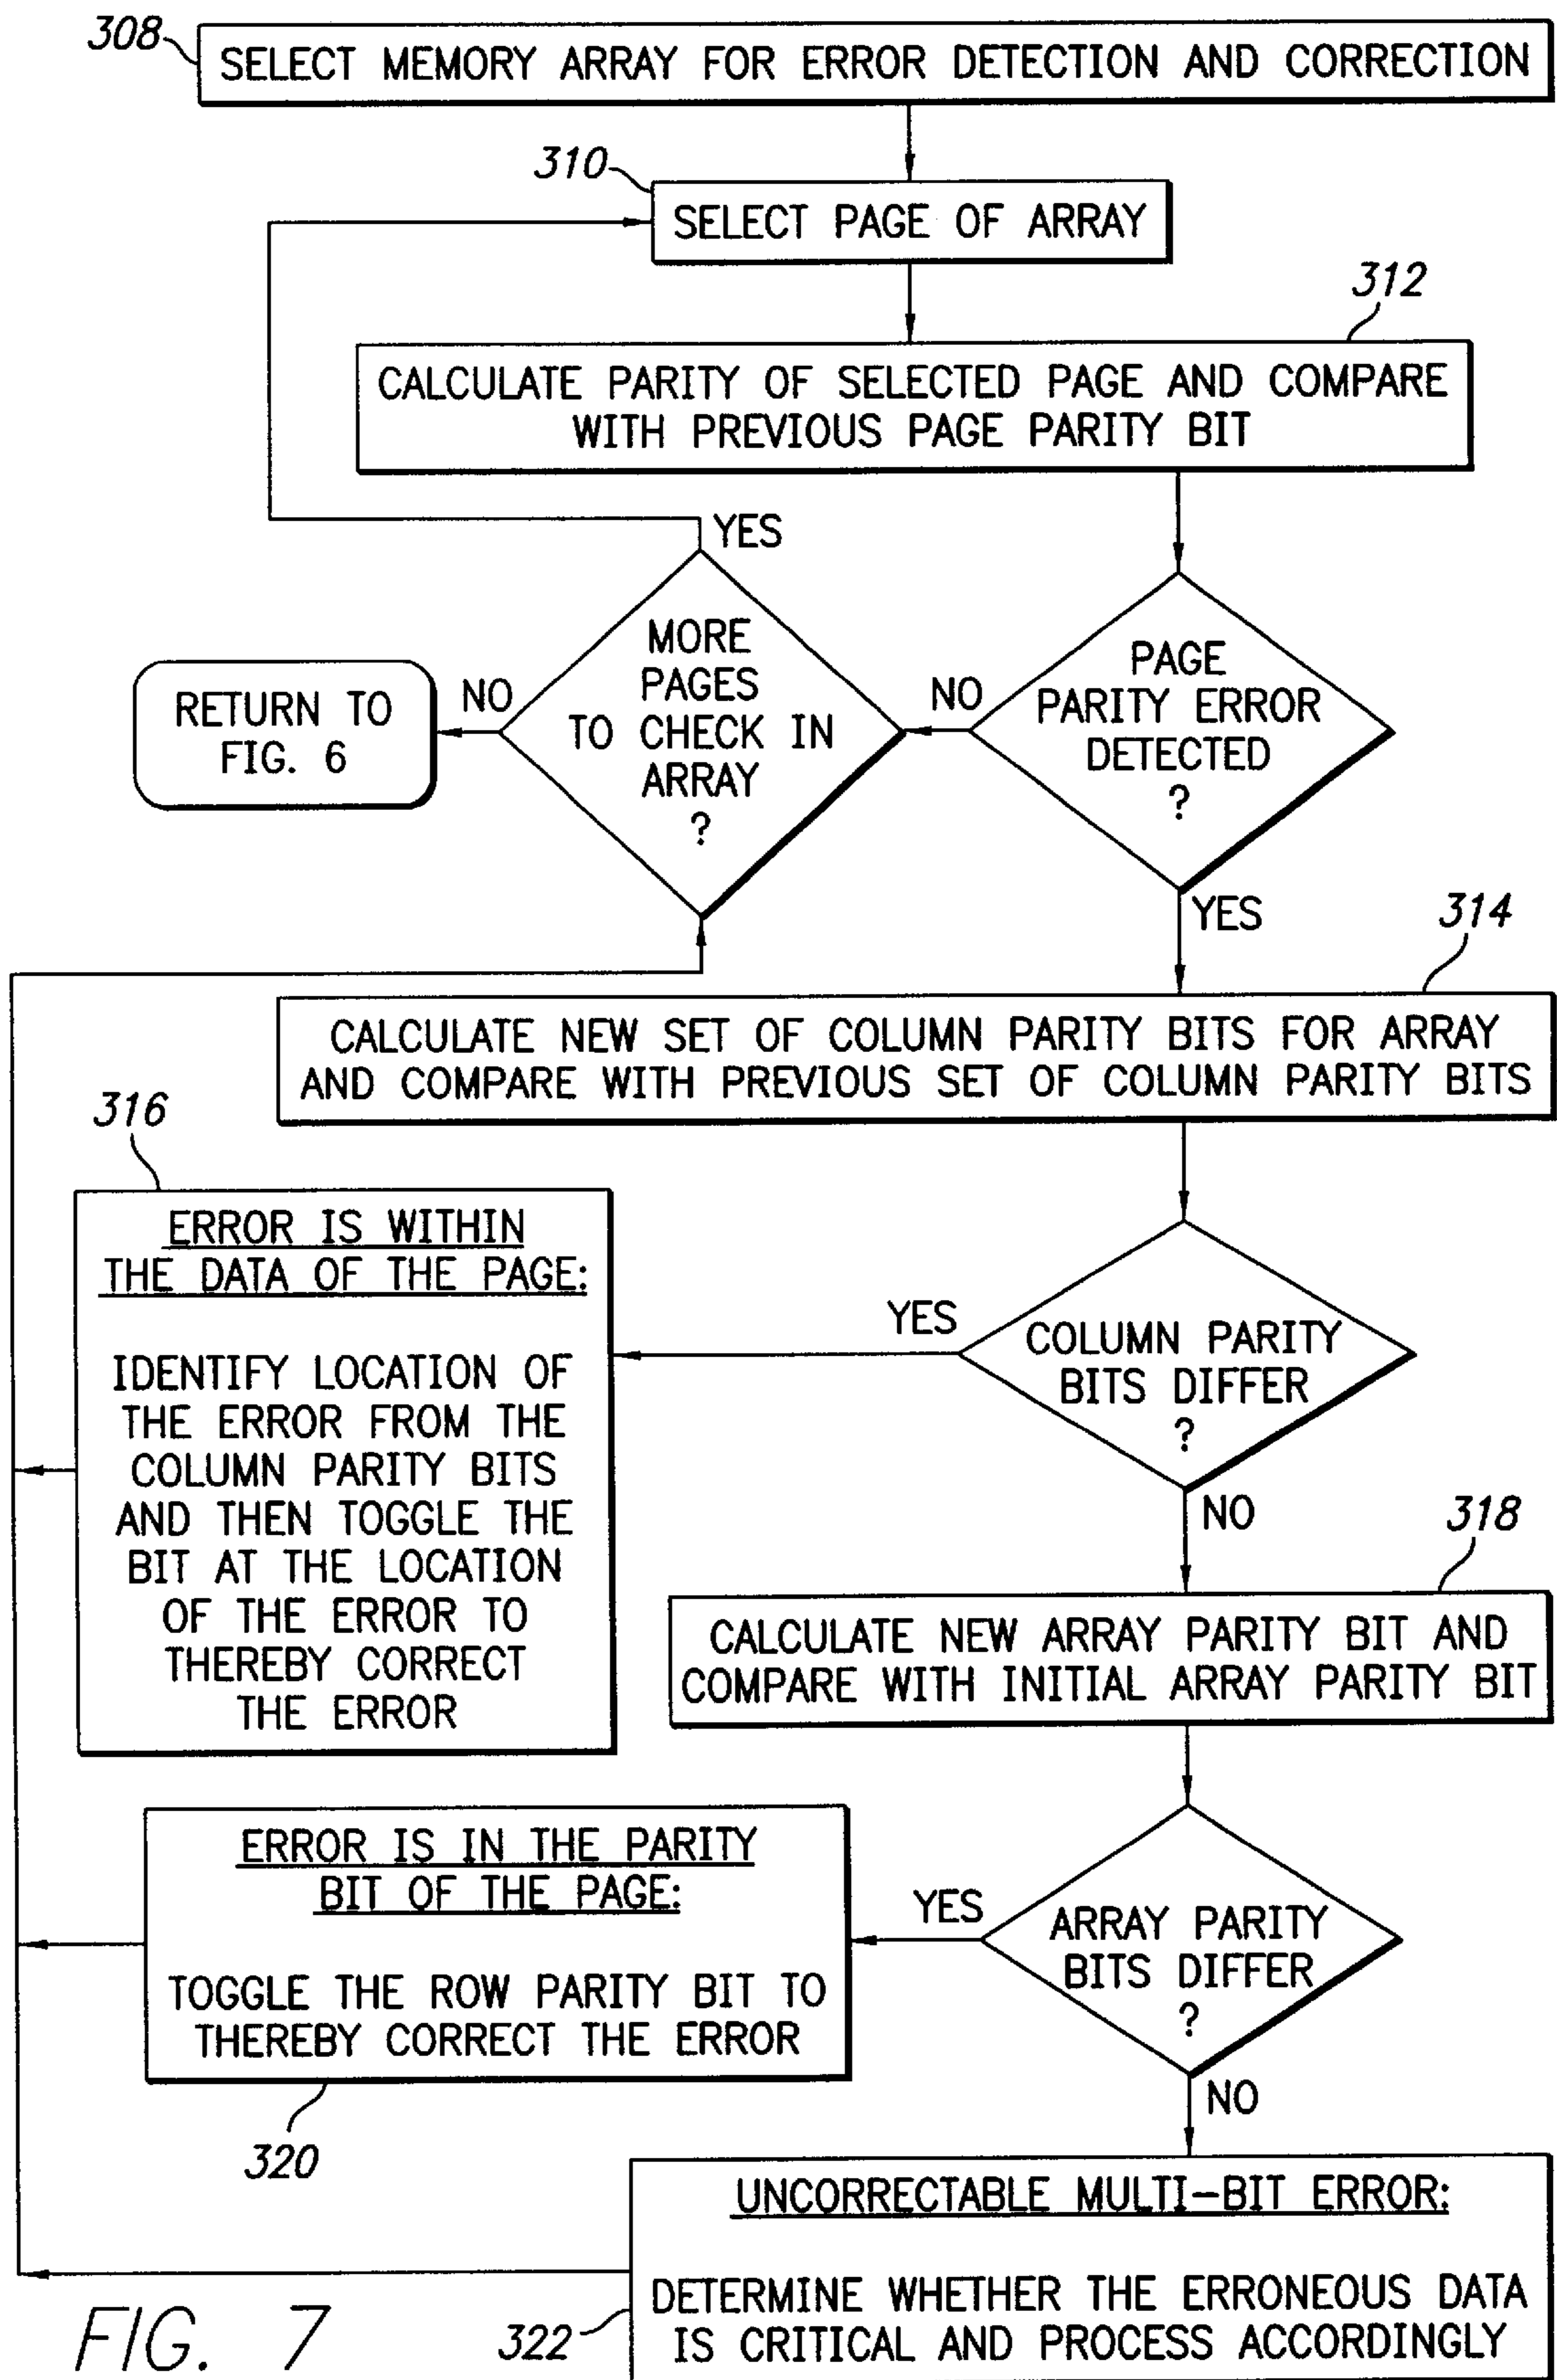 308
SELECT MEMORY ARRAY FOR ERROR DETECTION AND CORRECTION
310
SELECT PAGE OF ARRAY
312
CALCULATE PARITY OF SELECTED PAGE AND COMPARE
WITH PREVIOUS PAGE PARITY BIT
YES
MORE
PAGES
TO CHECK IN
ARRAY
?
NO
RETURN TO
FIG. 6
NO
PAGE
PARITY ERROR
DETECTED
?
YES
314
CALCULATE NEW SET OF COLUMN PARITY BITS FOR ARRAY
AND COMPARE WITH PREVIOUS SET OF COLUMN PARITY BITS
316
ERROR IS WITHIN
THE DATA OF THE PAGE:
IDENTIFY LOCATION OF
THE ERROR FROM THE
COLUMN PARITY BITS
AND THEN TOGGLE THE
BIT AT THE LOCATION
OF THE ERROR TO
THEREBY CORRECT
THE ERROR
YES
COLUMN PARITY
BITS DIFFER
?
NO
318
CALCULATE NEW ARRAY PARITY BIT AND
COMPARE WITH INITIAL ARRAY PARITY BIT
ERROR IS IN THE PARITY
BIT OF THE PAGE:
TOGGLE THE ROW PARITY BIT TO
THEREBY CORRECT THE ERROR
320
YES
ARRAY PARITY
BITS DIFFER
?
NO
UNCORRECTABLE MULTI-BIT ERROR:
DETERMINE WHETHER THE ERRONEOUS DATA
IS CRITICAL AND PROCESS ACCORDINGLY
322
FIG. 7